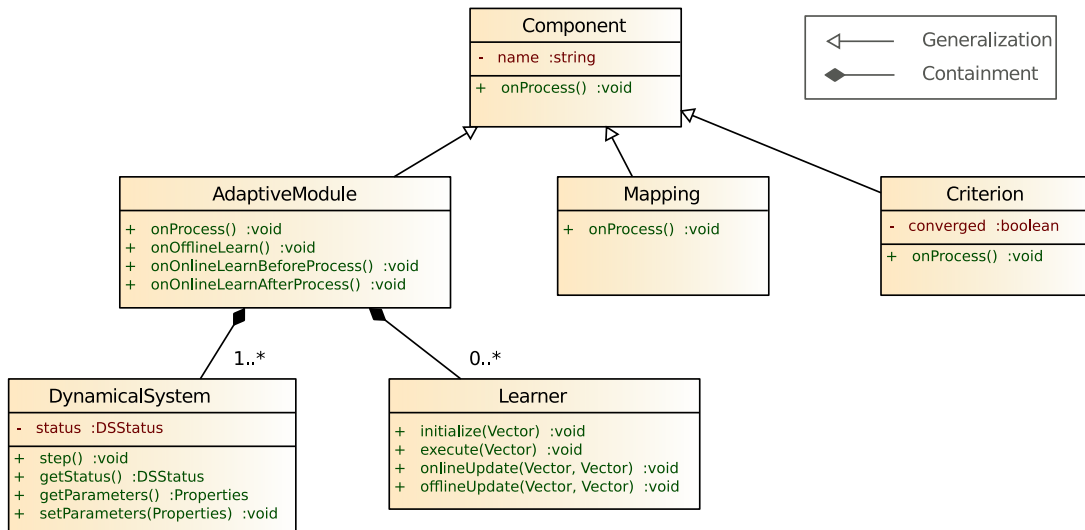 Component
- name :string
+ onProcess() :void
Generalization
Containment
AdaptiveModule
+ onProcess() :void
+ onOfflineLearn() :void
+ onOnlineLearnBeforeProcess() :void
+ onOnlineLearnAfterProcess() :void
Mapping
+ onProcess() :void
Criterion
- converged :boolean
+ onProcess() :void
1..*
0..*
DynamicalSystem
- status :DSStatus
+ step() :void
+ getStatus() :DSStatus
+ getParameters() :Properties
+ setParameters(Properties) :void
Learner
+ initialize(Vector) :void
+ execute(Vector) :void
+ onlineUpdate(Vector, Vector) :void
+ offlineUpdate(Vector, Vector) :void